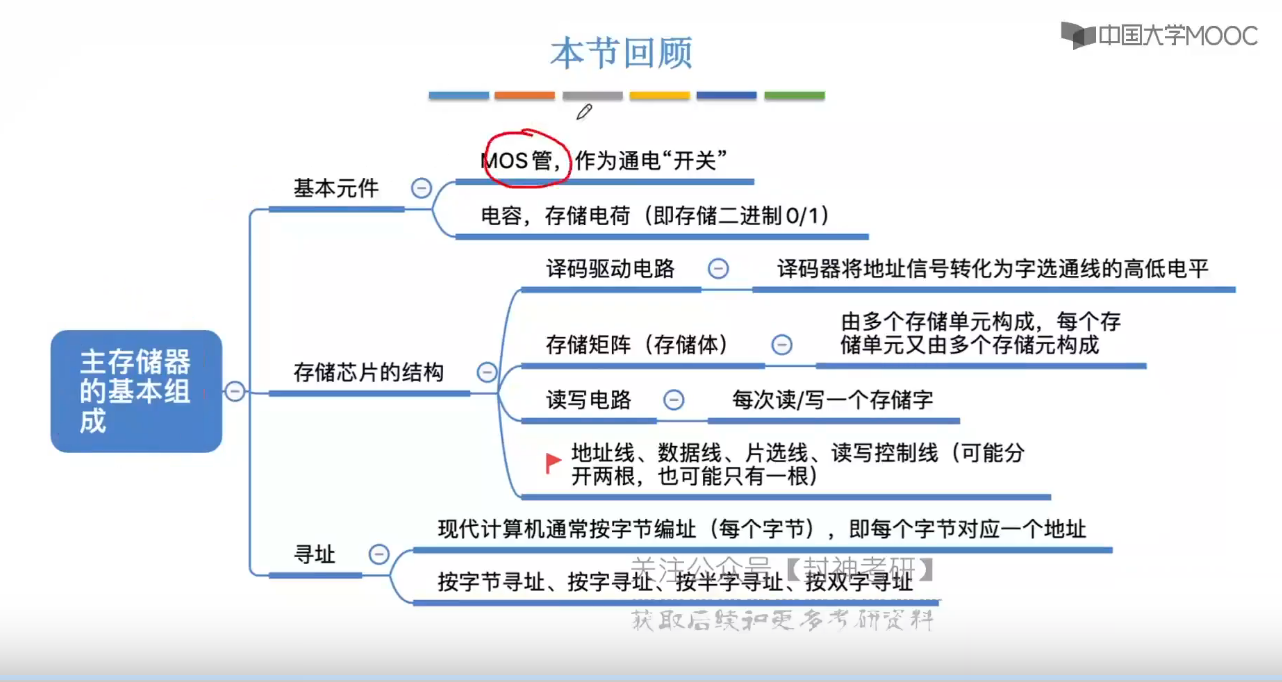 中国大学MOOC
本节回顾
主存储器
的基本组
成
基本元件
MOS管，作为通电“开关”
电容，存储电荷（即存储二进制0/1）
存储芯片的结构
译码驱动电路
译码器将地址信号转化为字选通线的高低电平
存储矩阵（存储体）
由多个存储单元构成，每个存
储单元又由多个存储元构成
读写电路
每次读/写一个存储字
地址线、数据线、片选线、读写控制线（可能分
开两根，也可能只有一根）
寻址
现代计算机通常按字节编址（每个字节），即每个字节对应一个地址
按字节寻址、按字寻址、按半字寻址、按双字寻址
关注公众号【封神考研】
获取后续和更多考研资料